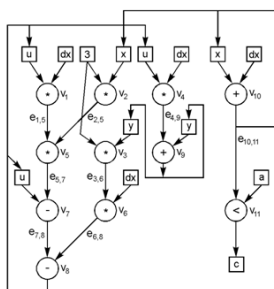 u dx 3 x u dx x dx
* v1 * v2 * v4 + v10
e1,5 e2,5 y e4,9 y
* v5 * v3 + v9 e10,11
u e5,7 e3,6 dx a
- v7 * v6 < v11
e7,8 e6,8
- v8 c